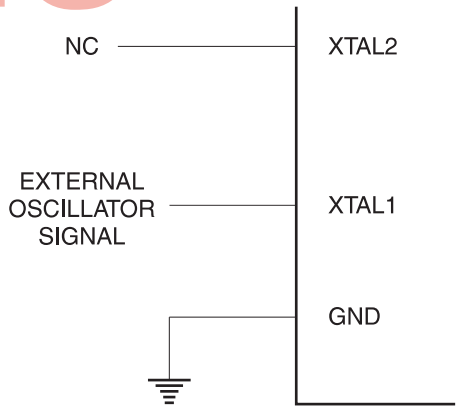 NC
XTAL2
EXTERNAL
OSCILLATOR
SIGNAL
XTAL1
GND